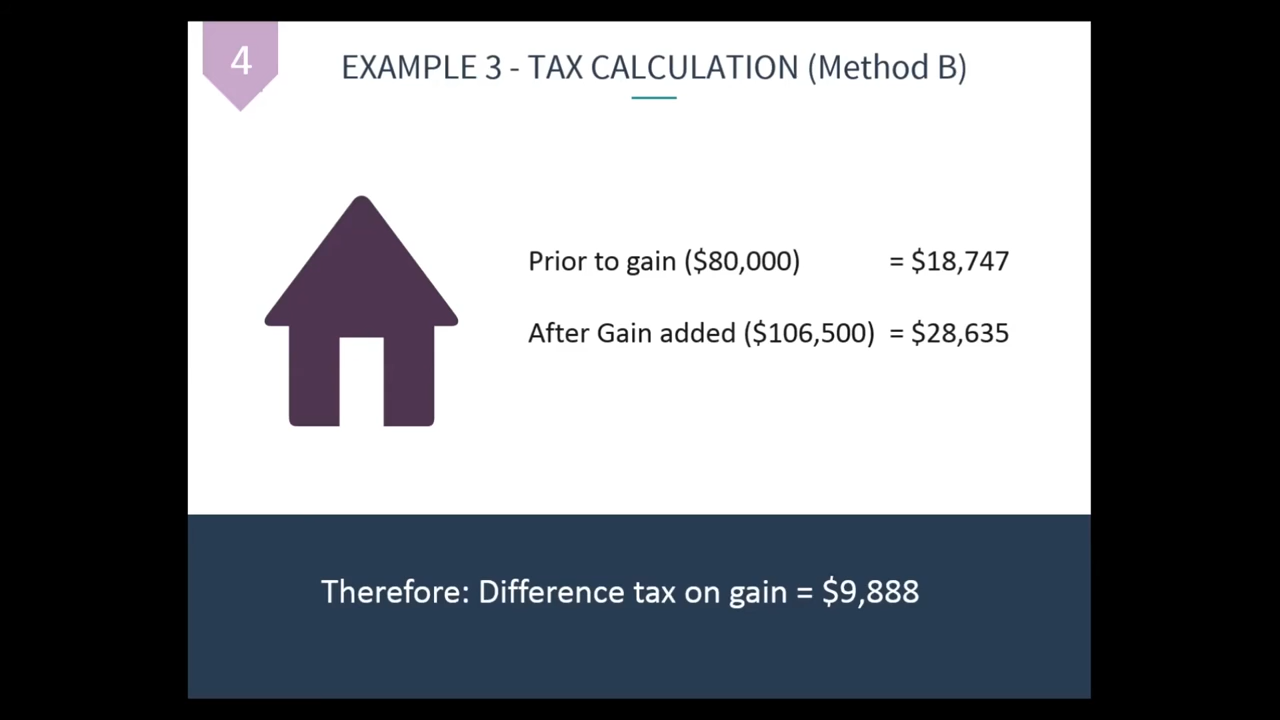 4
EXAMPLE 3 - TAX CALCULATION (Method B)
Prior to gain ($80,000) = $18,747
After Gain added ($106,500) = $28,635
Therefore: Difference tax on gain = $9,888